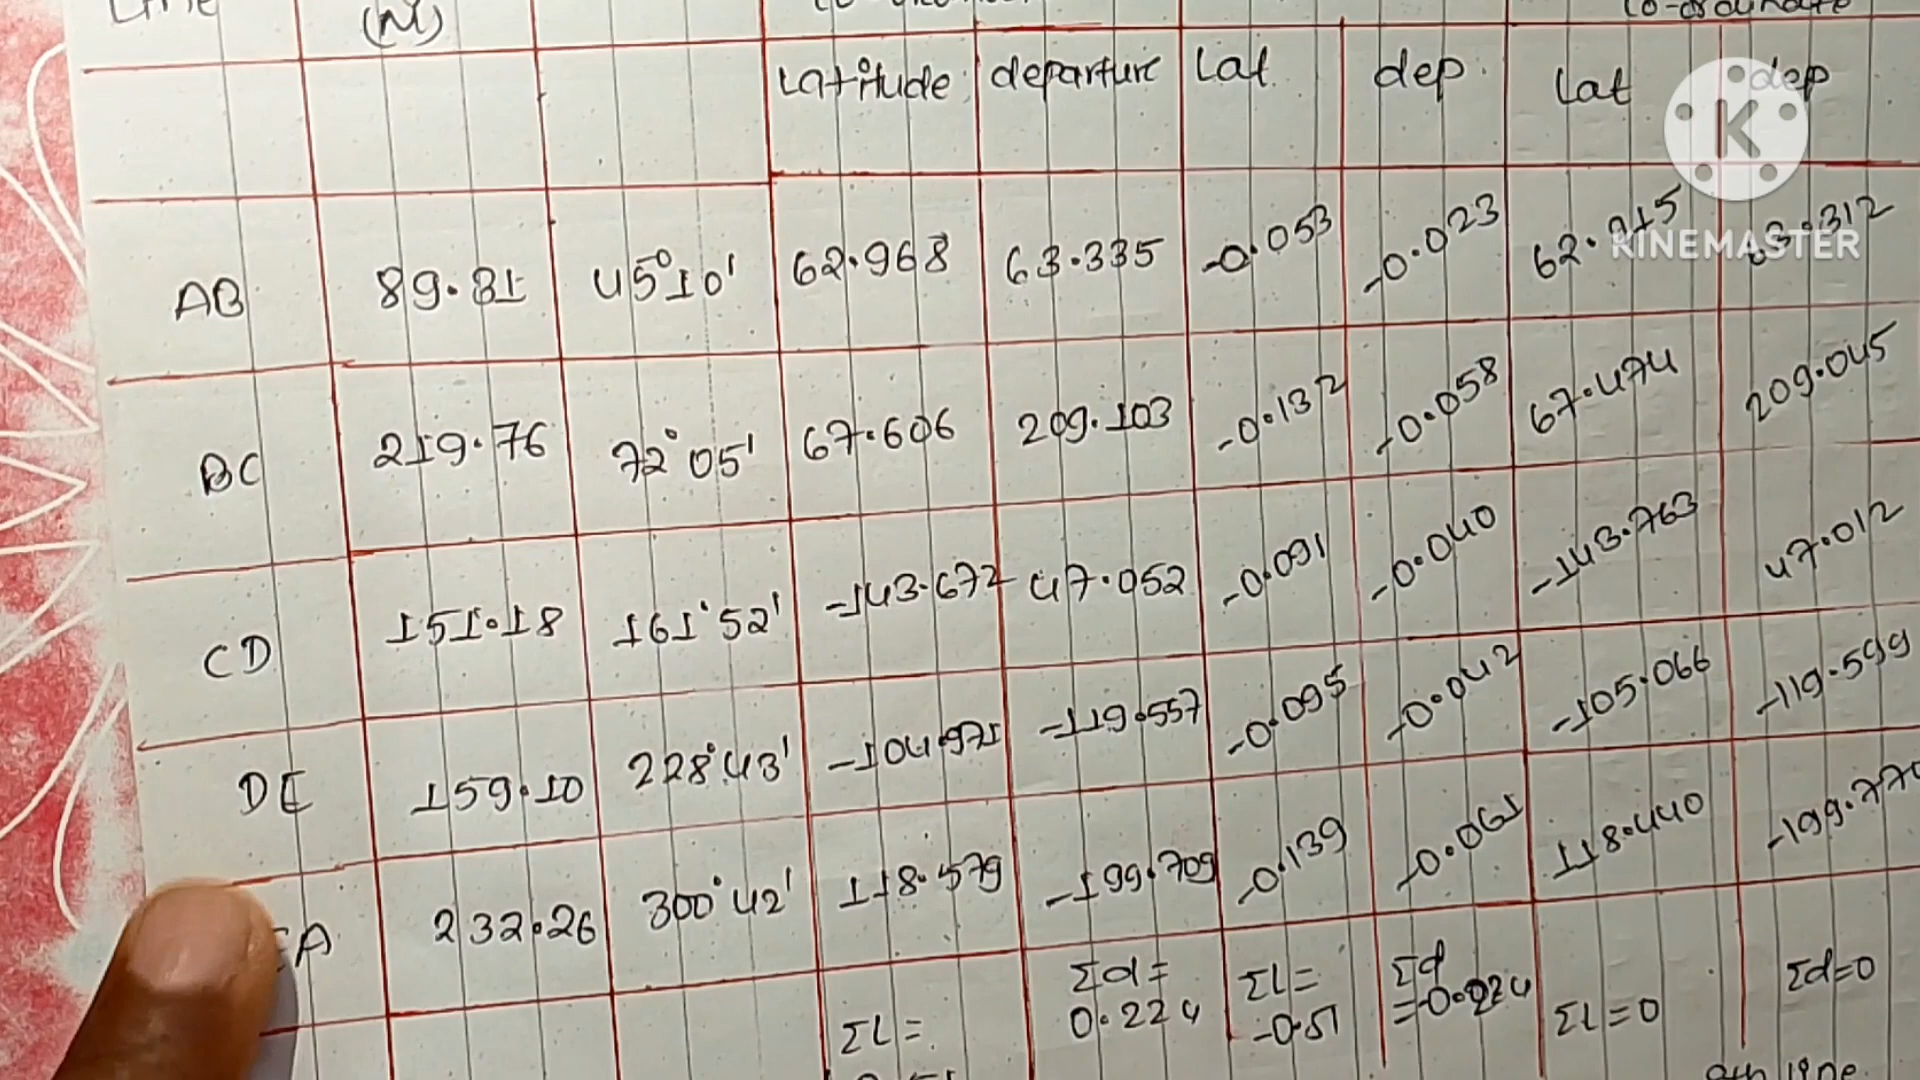 Line
(M)
Latitude departure Lat dep. Lat dep
AB 89.81 45°10' 62.968 63.335 -0.053 -0.023 62.915 63.312
BC 219.76 72°05' 67.606 209.103 -0.132 -0.058 67.474 209.045
CD 151.18 161°52' -143.672 47.052 -0.091 -0.040 -143.763 47.012
DE 159.10 228°43' -104.971 -119.557 -0.095 -0.042 -105.066 -119.599
EA 232.26 300°42' 118.579 -199.709 -0.139 -0.061 118.440 -199.770
ΣL = Σd = 0.224 ΣL = -0.51 Σd = -0.224 ΣL = 0 Σd = 0
K
KINEMASTER